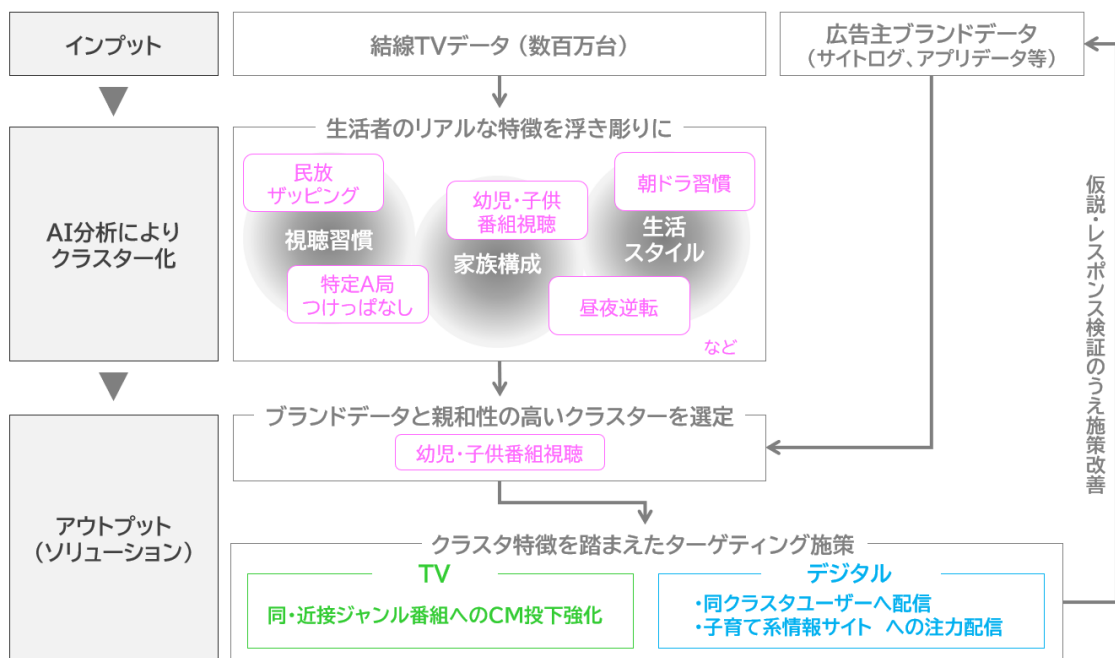 インプット
結線TVデータ（数百万台）
広告主ブランドデータ
（サイトログ、アプリデータ等）
AI分析により
クラスター化
生活者のリアルな特徴を浮き彫りに
民放
ザッピング
視聴習慣
特定A局
つけっぱなし
幼児・子供
番組視聴
家族構成
朝ドラ習慣
生活
スタイル
昼夜逆転
など
アウトプット
（ソリューション）
ブランドデータと親和性の高いクラスターを選定
幼児・子供番組視聴
クラスタ特徴を踏まえたターゲティング施策
TV
同・近接ジャンル番組へのCM投下強化
デジタル
・同クラスタユーザーへ配信
・子育て系情報サイト への注力配信
仮説・レスポンス検証のうえ施策改善